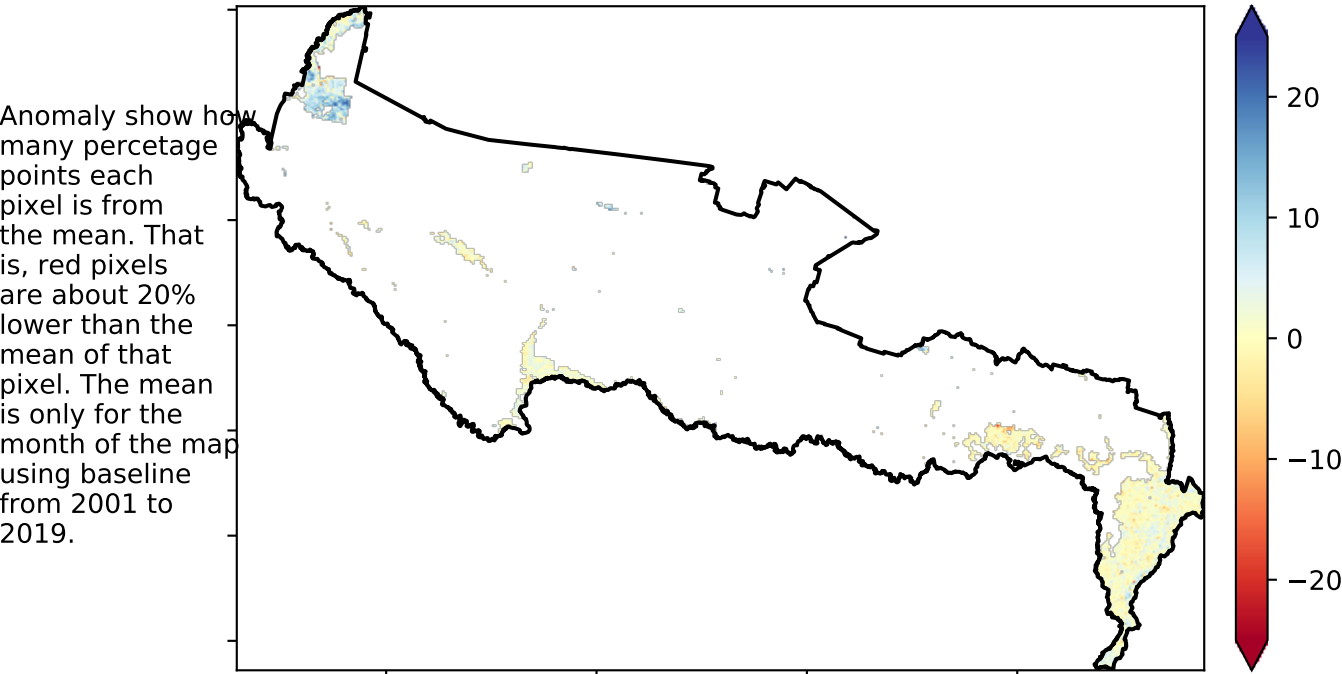 Anomaly show how
many percetage
points each
pixel is from
the mean. That
is, red pixels
are about 20%
lower than the
mean of that
pixel. The mean
is only for the
month of the map
using baseline
from 2001 to
2019.
20
10
0
−10
−20